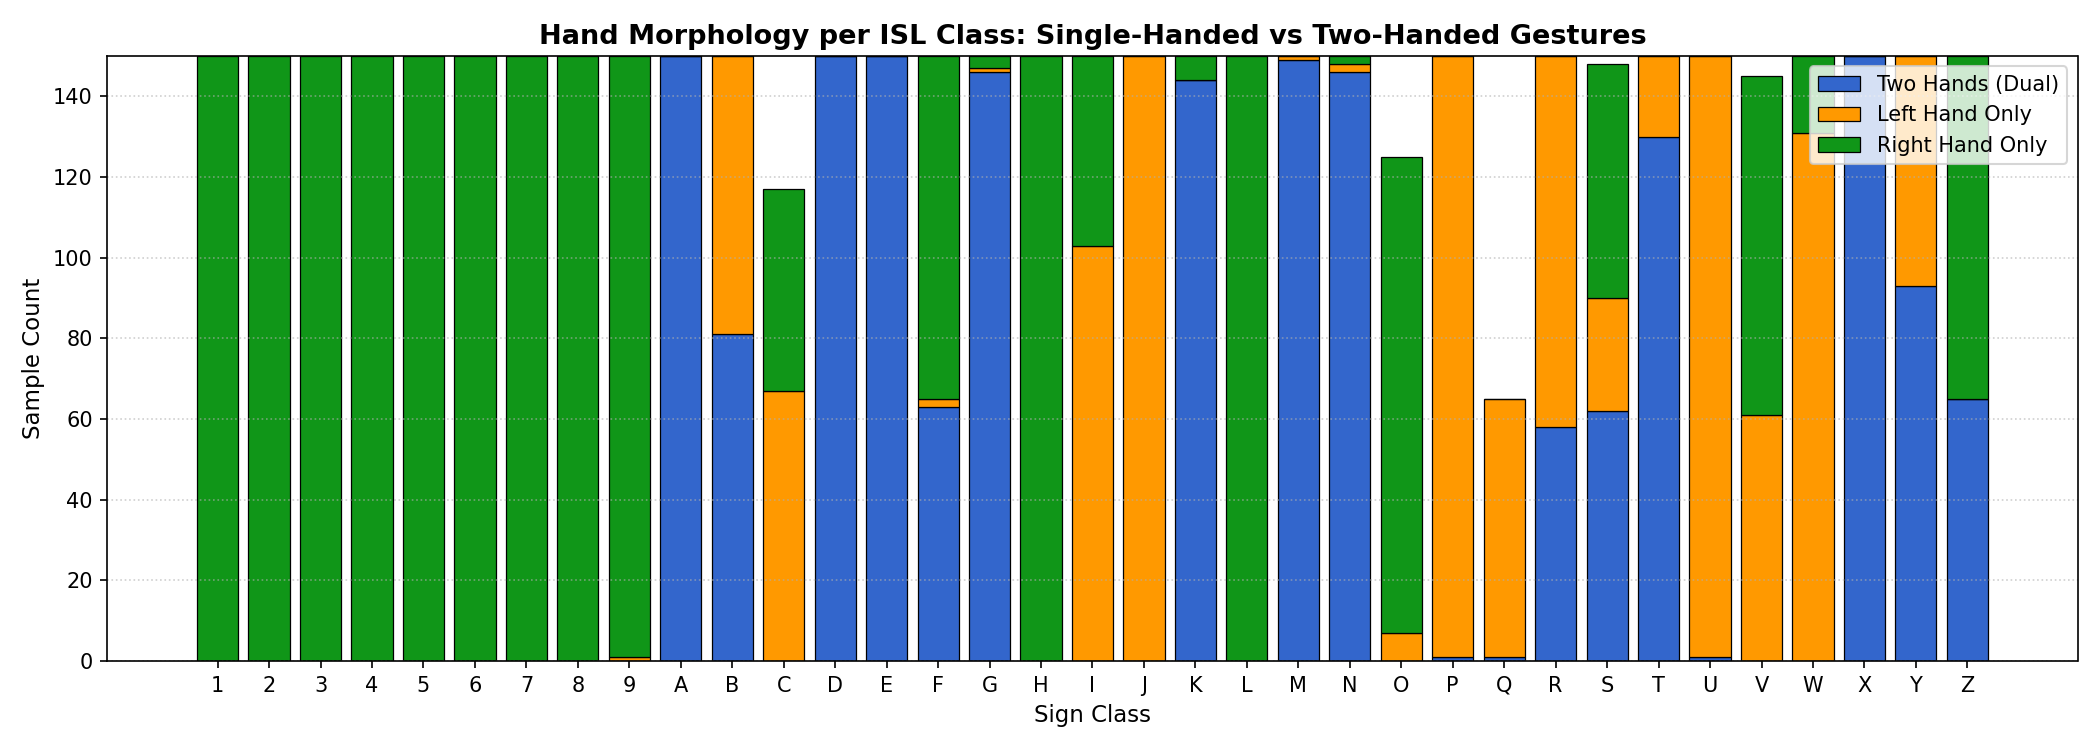 Hand Morphology per ISL Class: Single-Handed vs Two-Handed Gestures
Two Hands (Dual)
Left Hand Only
Right Hand Only
Sample Count
140
120
100
80
60
40
20
0
1 2 3 4 5 6 7 8 9 A B C D E F G H I J K L M N O P Q R S T U V W X Y Z
Sign Class